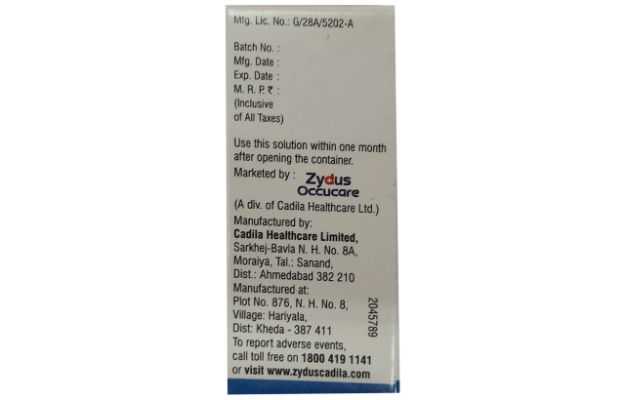 Mfg. Lic. No.: G/28A/5202-A
Batch No. :
Mfg. Date :
Exp. Date :
M. R. P. ₹ :
(Inclusive
of All Taxes)
Use this solution within one month
after opening the container.
Marketed by : Zydus
Occucare
(A div. of Cadila Healthcare Ltd.)
Manufactured by:
Cadila Healthcare Limited,
Sarkhej-Bavla N. H. No. 8A,
Moraiya, Tal.: Sanand,
Dist.: Ahmedabad 382 210
Manufactured at:
Plot No. 876, N. H. No. 8,
Village: Hariyala,
Dist: Kheda - 387 411
2045789
To report adverse events,
call toll free on 1800 419 1141
or visit www.zyduscadila.com